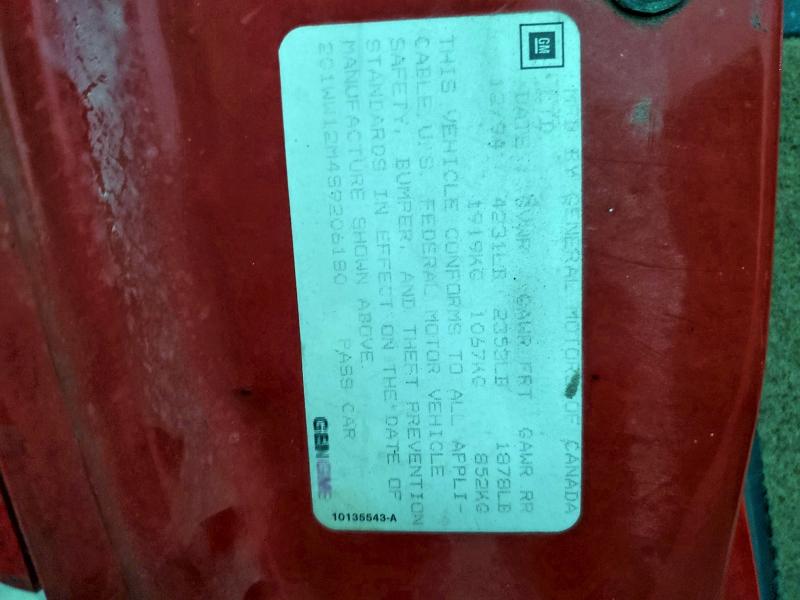 GM
MFD BY GENERAL MOTORS OF CANADA
LTD
DATE GVWR GAWR FRT GAWR RR
12/94 4231LB 2353LB 1878LB
1919KG 1067KG 852KG
THIS VEHICLE CONFORMS TO ALL APPLI-
CABLE U.S. FEDERAL MOTOR VEHICLE
SAFETY, BUMPER, AND THEFT PREVENTION
STANDARDS IN EFFECT ON THE DATE OF
MANUFACTURE SHOWN ABOVE.
PASS CAR
GENGME
10135543-A